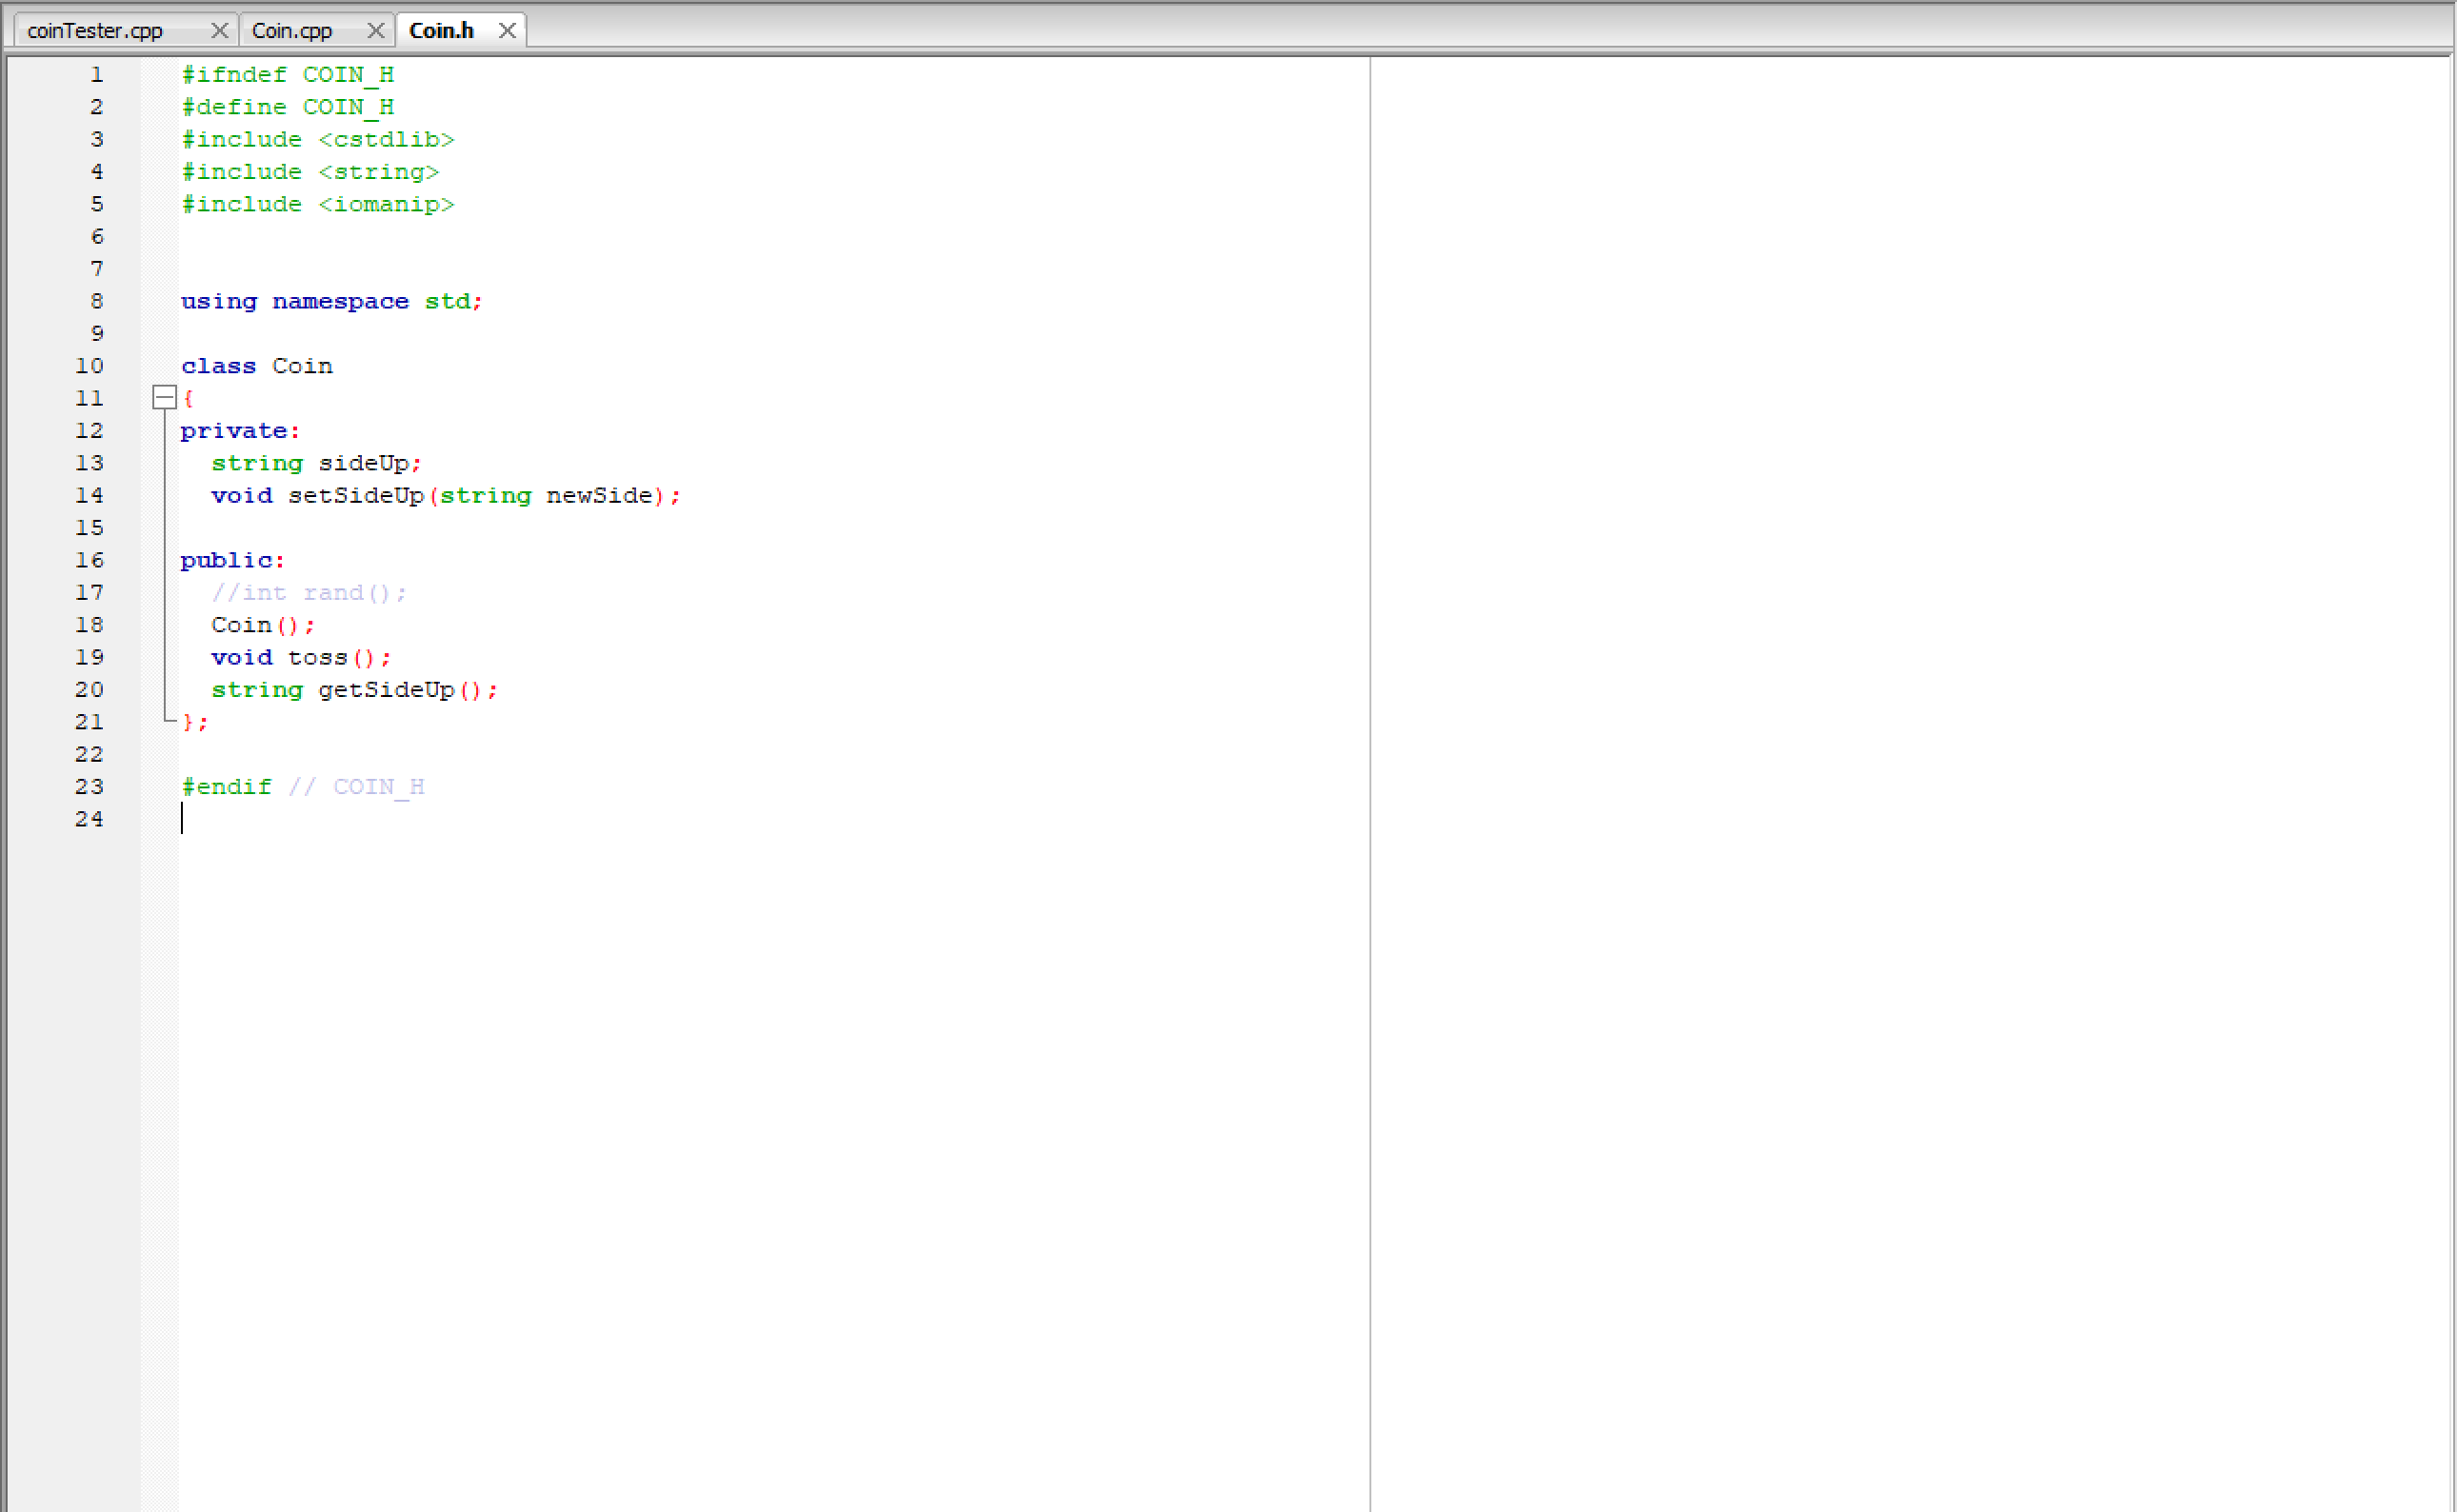 coinTester.cpp Coin.cpp Coin.h
1 #ifndef COIN_H
2 #define COIN_H
3 #include <cstdlib>
4 #include <string>
5 #include <iomanip>
6
7
8 using namespace std;
9
10 class Coin
11 {
12 private:
13 string sideUp;
14 void setSideUp(string newSide);
15
16 public:
17 //int rand();
18 Coin();
19 void toss();
20 string getSideUp();
21 };
22
23 #endif // COIN_H
24